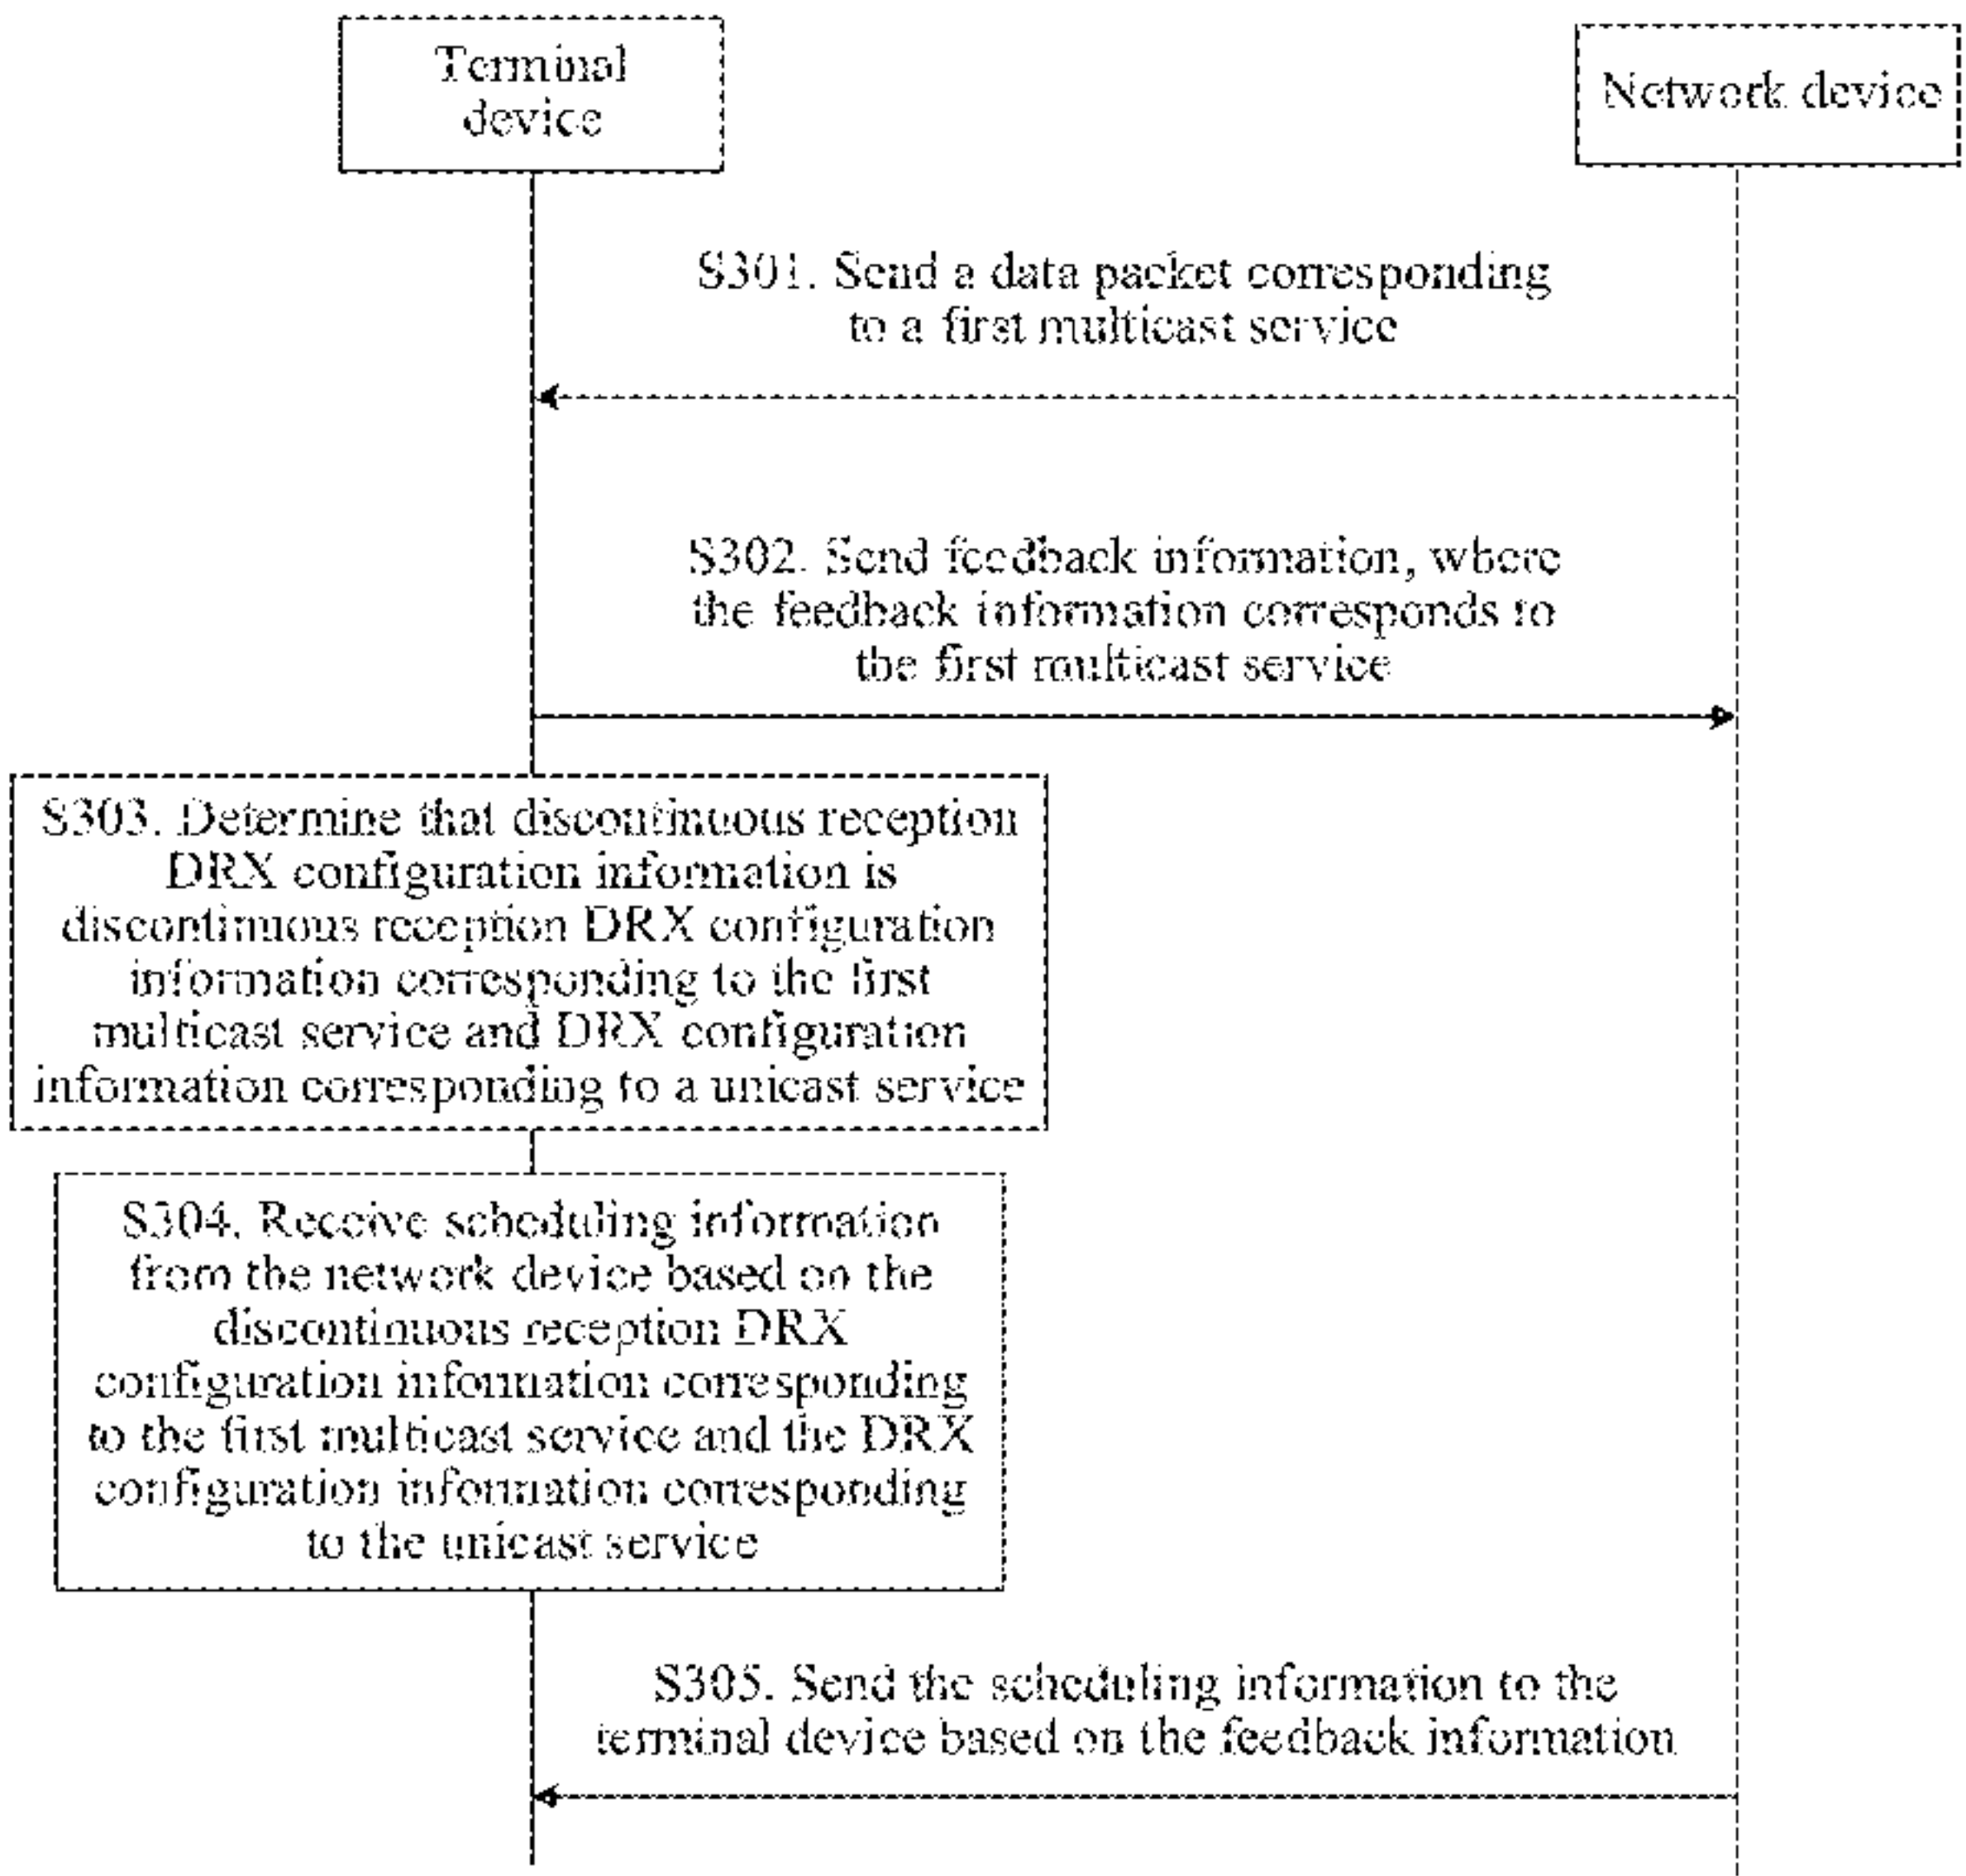 Terminal
device
Network device
S301. Send a data packet corresponding
to a first multicast service
S302. Send feedback information, where
the feedback information corresponds to
the first multicast service
S303. Determine that discontinuous reception
DRX configuration information is
discontinuous reception DRX configuration
information corresponding to the first
multicast service and DRX configuration
information corresponding to a unicast service
S304. Receive scheduling information
from the network device based on the
discontinuous reception DRX
configuration information corresponding
to the first multicast service and the DRX
configuration information corresponding
to the unicast service
S305. Send the scheduling information to the
terminal device based on the feedback information